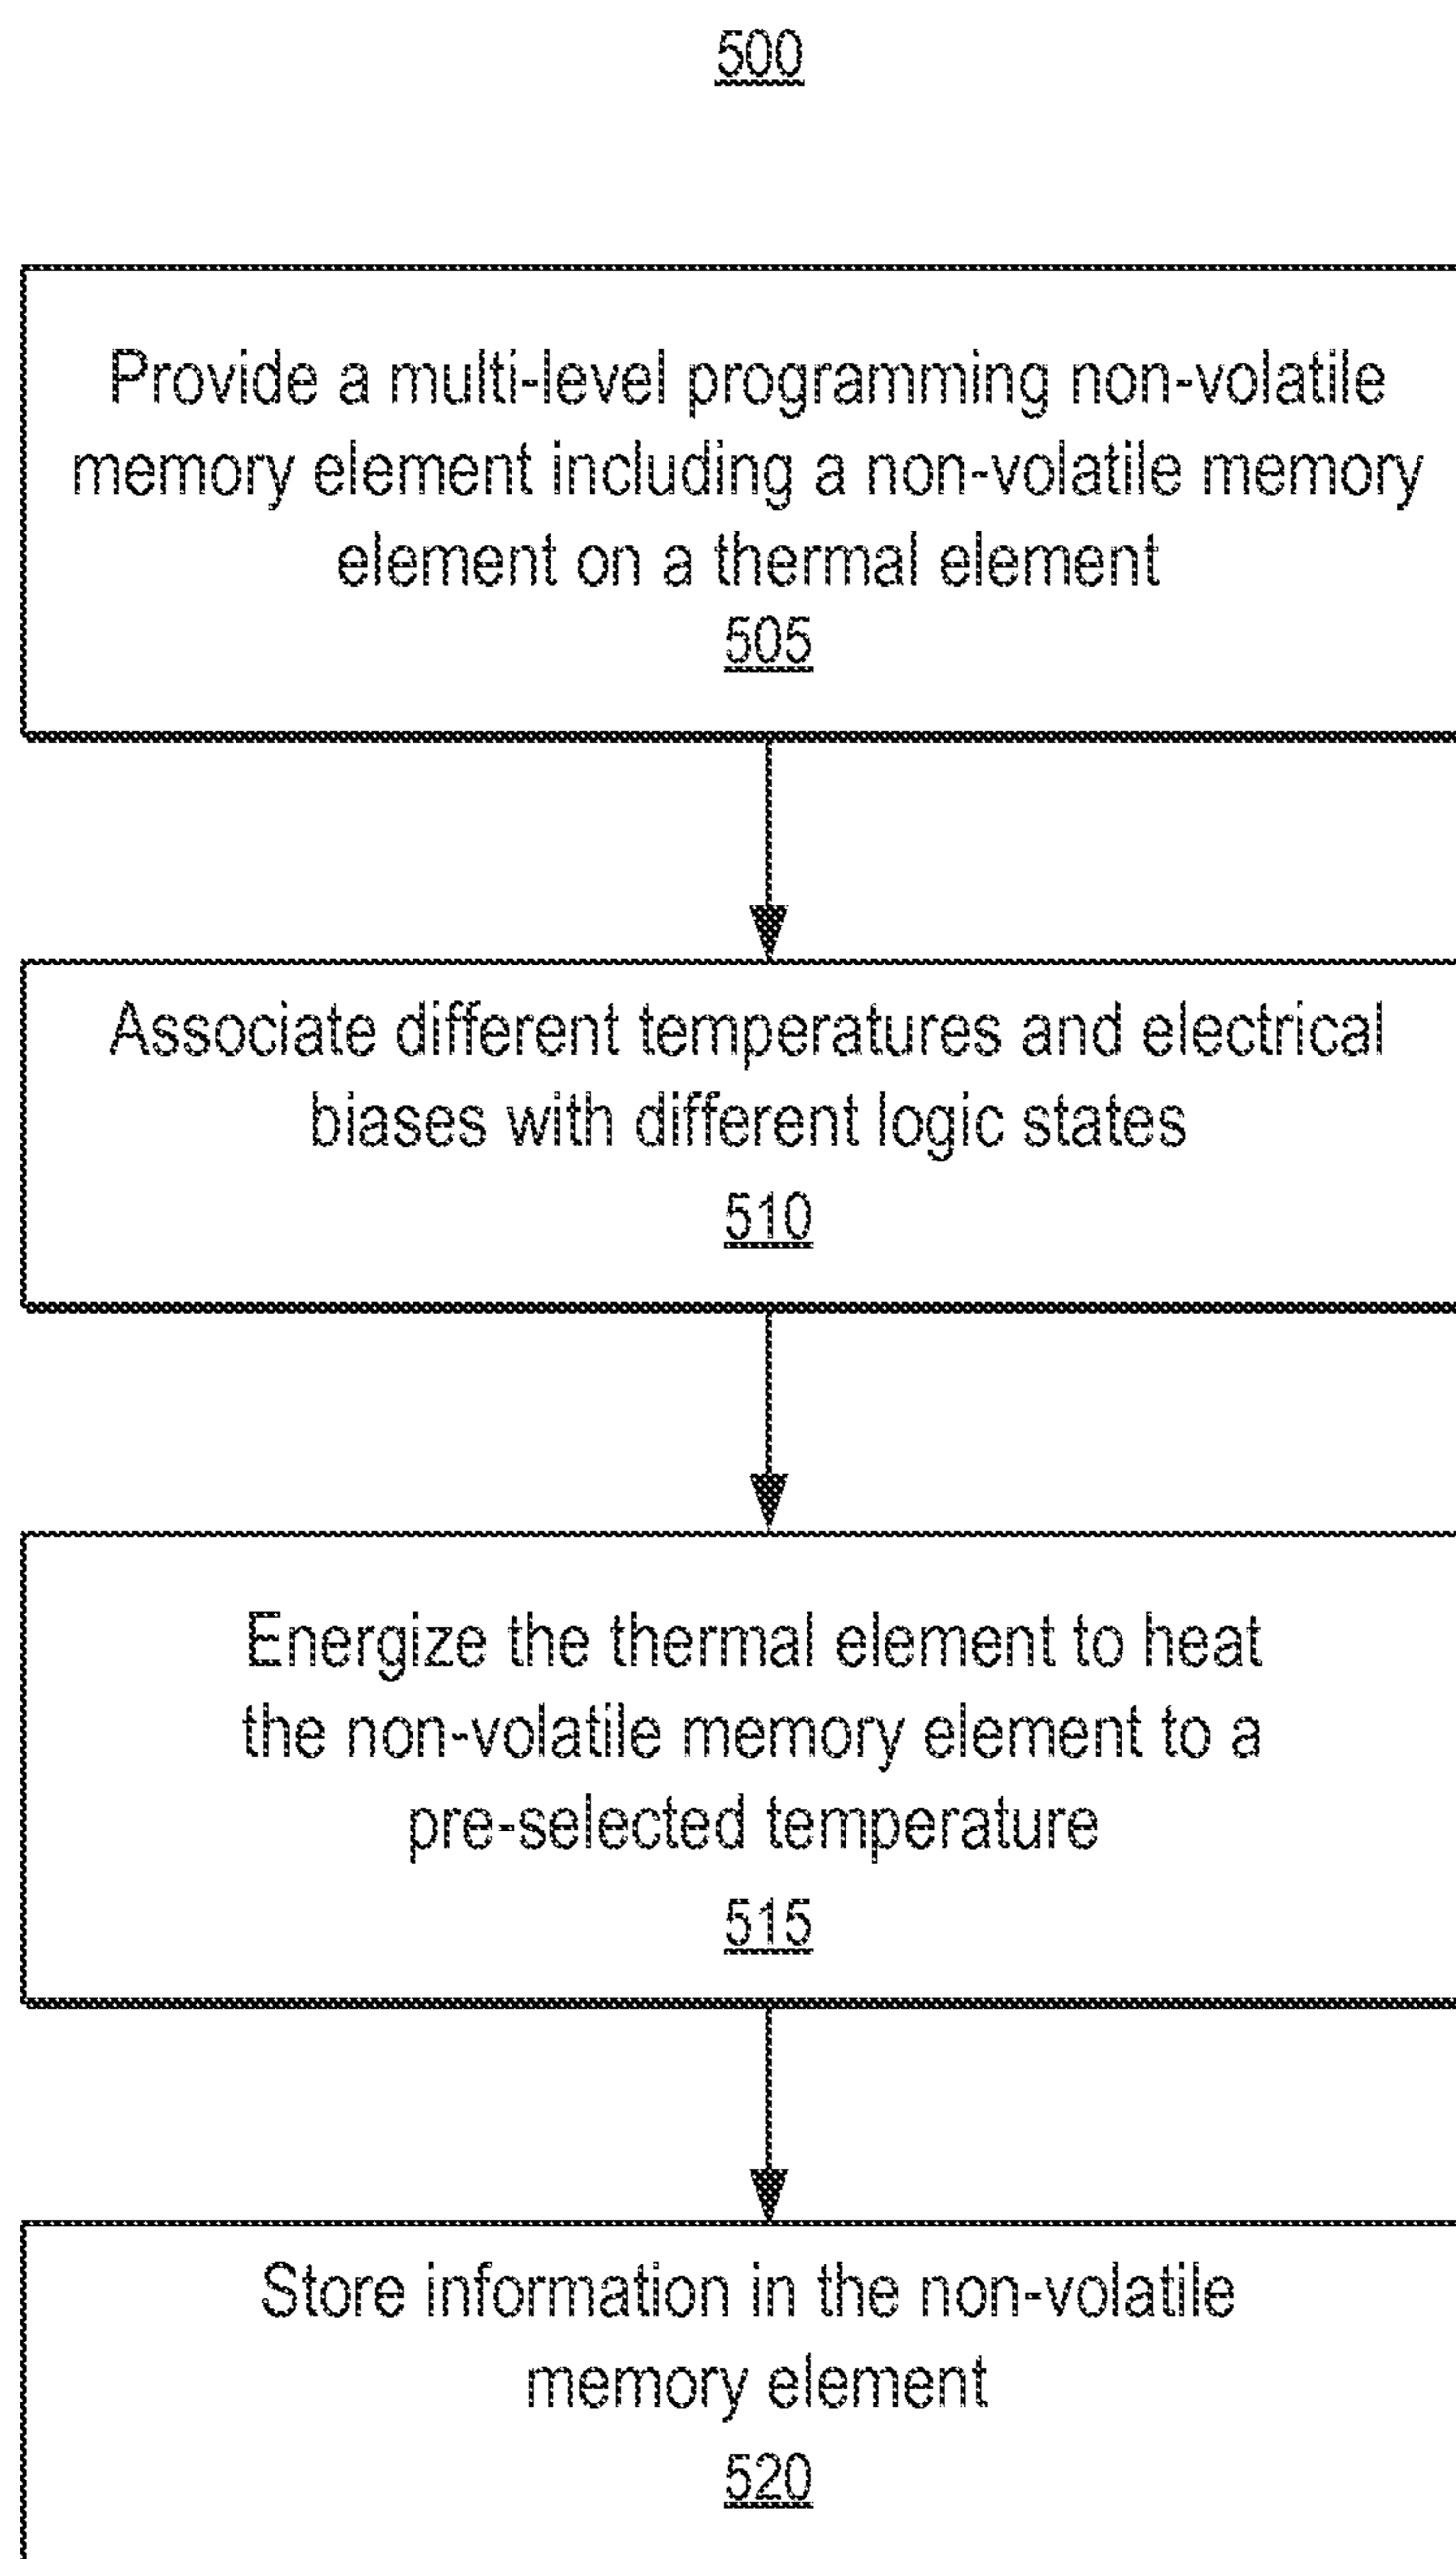 500
Provide a multi-level programming non-volatile
memory element including a non-volatile memory
element on a thermal element
505
Associate different temperatures and electrical
biases with different logic states
510
Energize the thermal element to heat
the non-volatile memory element to a
pre-selected temperature
515
Store information in the non-volatile
memory element
520